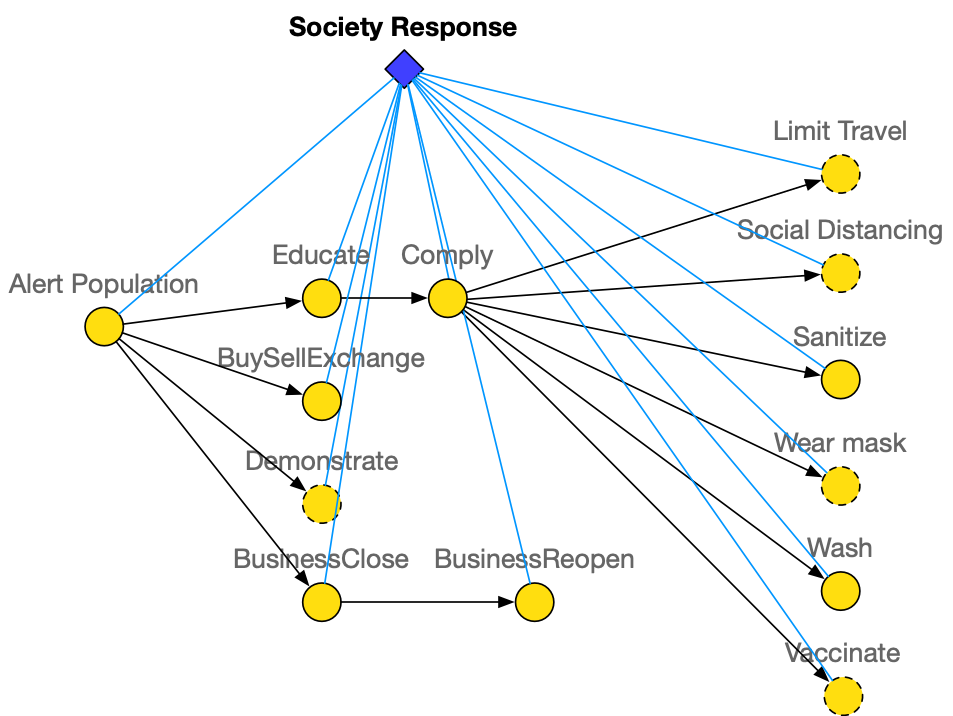 Society Response
Limit Travel
Social Distancing
Educate
Comply
Alert Population
Sanitize
BuySellExchange
Wear mask
Demonstrate
Wash
BusinessClose
BusinessReopen
Vaccinate